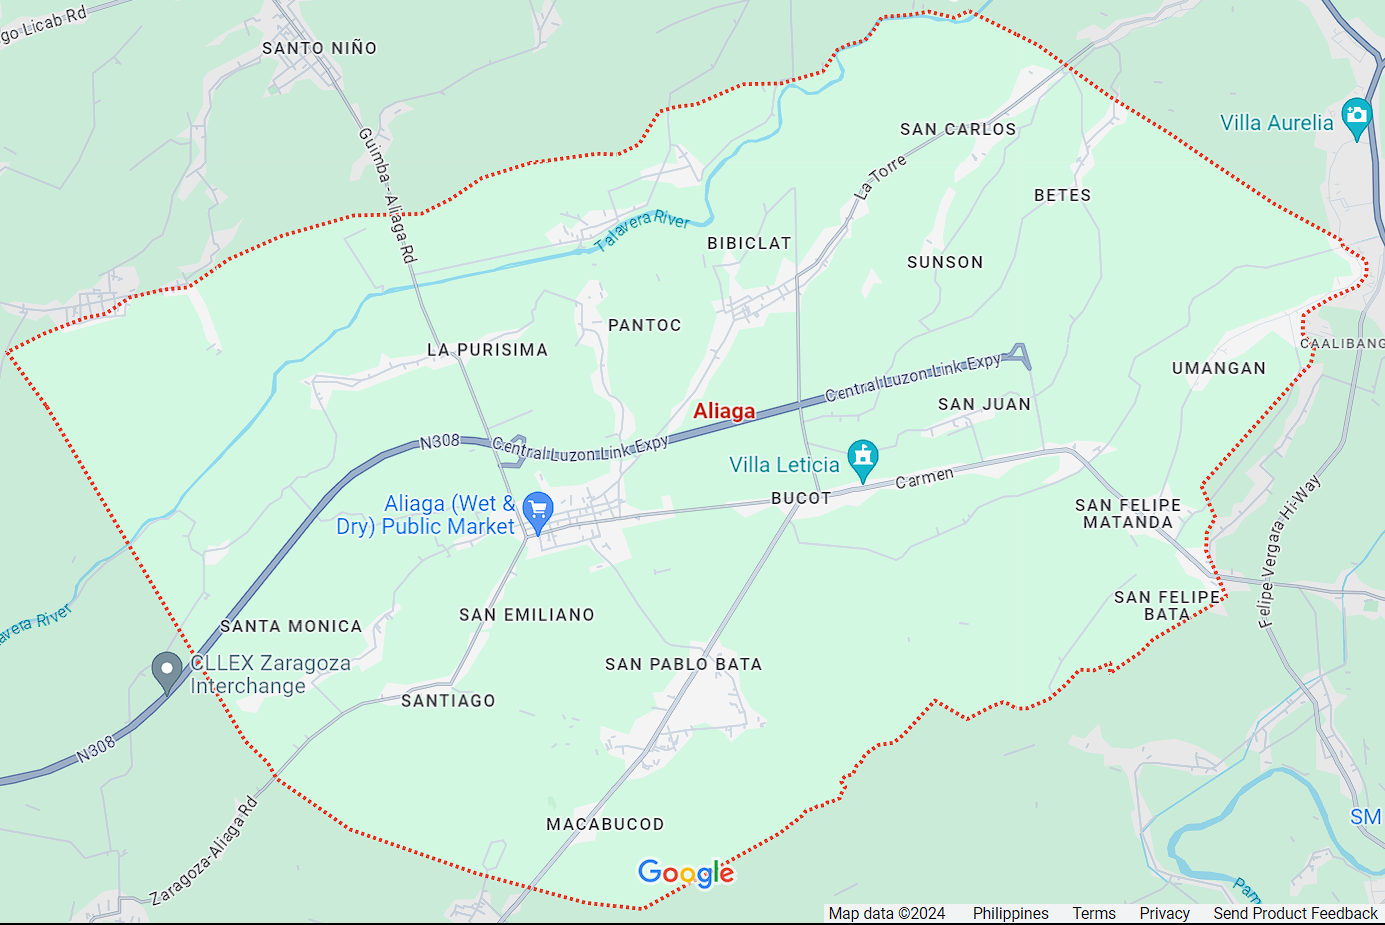 go Licab Rd
SANTO NIÑO
Villa Aurelia
SAN CARLOS
Guimba - Aliaga Rd
La Torre
BETES
Talavera River
BIBICLAT
SUNSON
PANTOC
CAALIBANG
LA PURISIMA
UMANGAN
Central Luzon Link Expy
SAN JUAN
Aliaga
N308
Central Luzon Link Expy
Villa Leticia
Carmen
BUCOT
Aliaga (Wet &
Dry) Public Market
SAN FELIPE
MATANDA
Felipe Vergara Hi-Way
SAN FELIPE
BATA
avera River
SANTA MONICA
SAN EMILIANO
CLLEX Zaragoza
Interchange
SAN PABLO BATA
SANTIAGO
N308
Zaragoza-Aliaga Rd
MACABUCOD
SM
Google
Pam
Map data ©2024 Philippines Terms Privacy Send Product Feedback